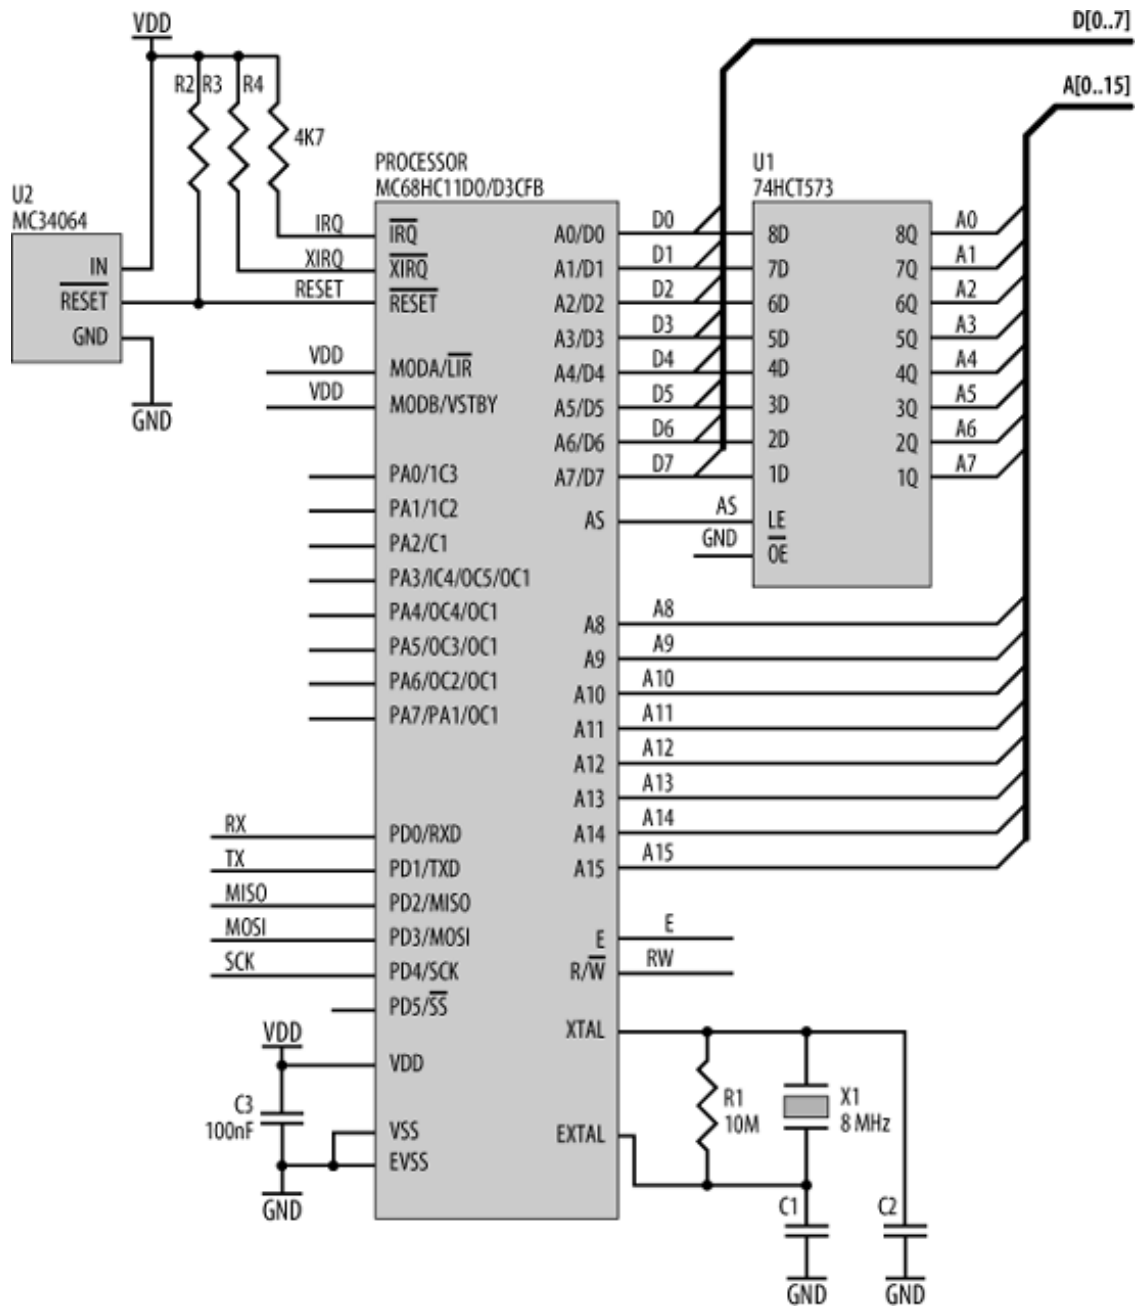 D[0..7]
VDD
A[0..15]
R2 R3 R4
4K7
PROCESSOR
MC68HC11D0/D3CFB
U1
74HCT573
U2
MC34064
IN
RESET
GND
GND
IRQ
XIRQ
RESET
VDD
VDD
IRQ
XIRQ
RESET
MODA/LIR
MODB/VSTBY
PA0/1C3
PA1/1C2
PA2/C1
PA3/IC4/OC5/OC1
PA4/OC4/OC1
PA5/OC3/OC1
PA6/OC2/OC1
PA7/PA1/OC1
RX
TX
MISO
MOSI
SCK
PD0/RXD
PD1/TXD
PD2/MISO
PD3/MOSI
PD4/SCK
PD5/SS
VDD
VDD
C3
100nF
VSS
EVSS
GND
A0/D0
A1/D1
A2/D2
A3/D3
A4/D4
A5/D5
A6/D6
A7/D7
AS
A8
A9
A10
A11
A12
A13
A14
A15
E
R/W
XTAL
EXTAL
D0
D1
D2
D3
D4
D5
D6
D7
AS
GND
8D
7D
6D
5D
4D
3D
2D
1D
LE
OE
8Q
7Q
6Q
5Q
4Q
3Q
2Q
1Q
A0
A1
A2
A3
A4
A5
A6
A7
A8
A9
A10
A11
A12
A13
A14
A15
E
RW
R1
10M
X1
8 MHz
C1
C2
GND
GND